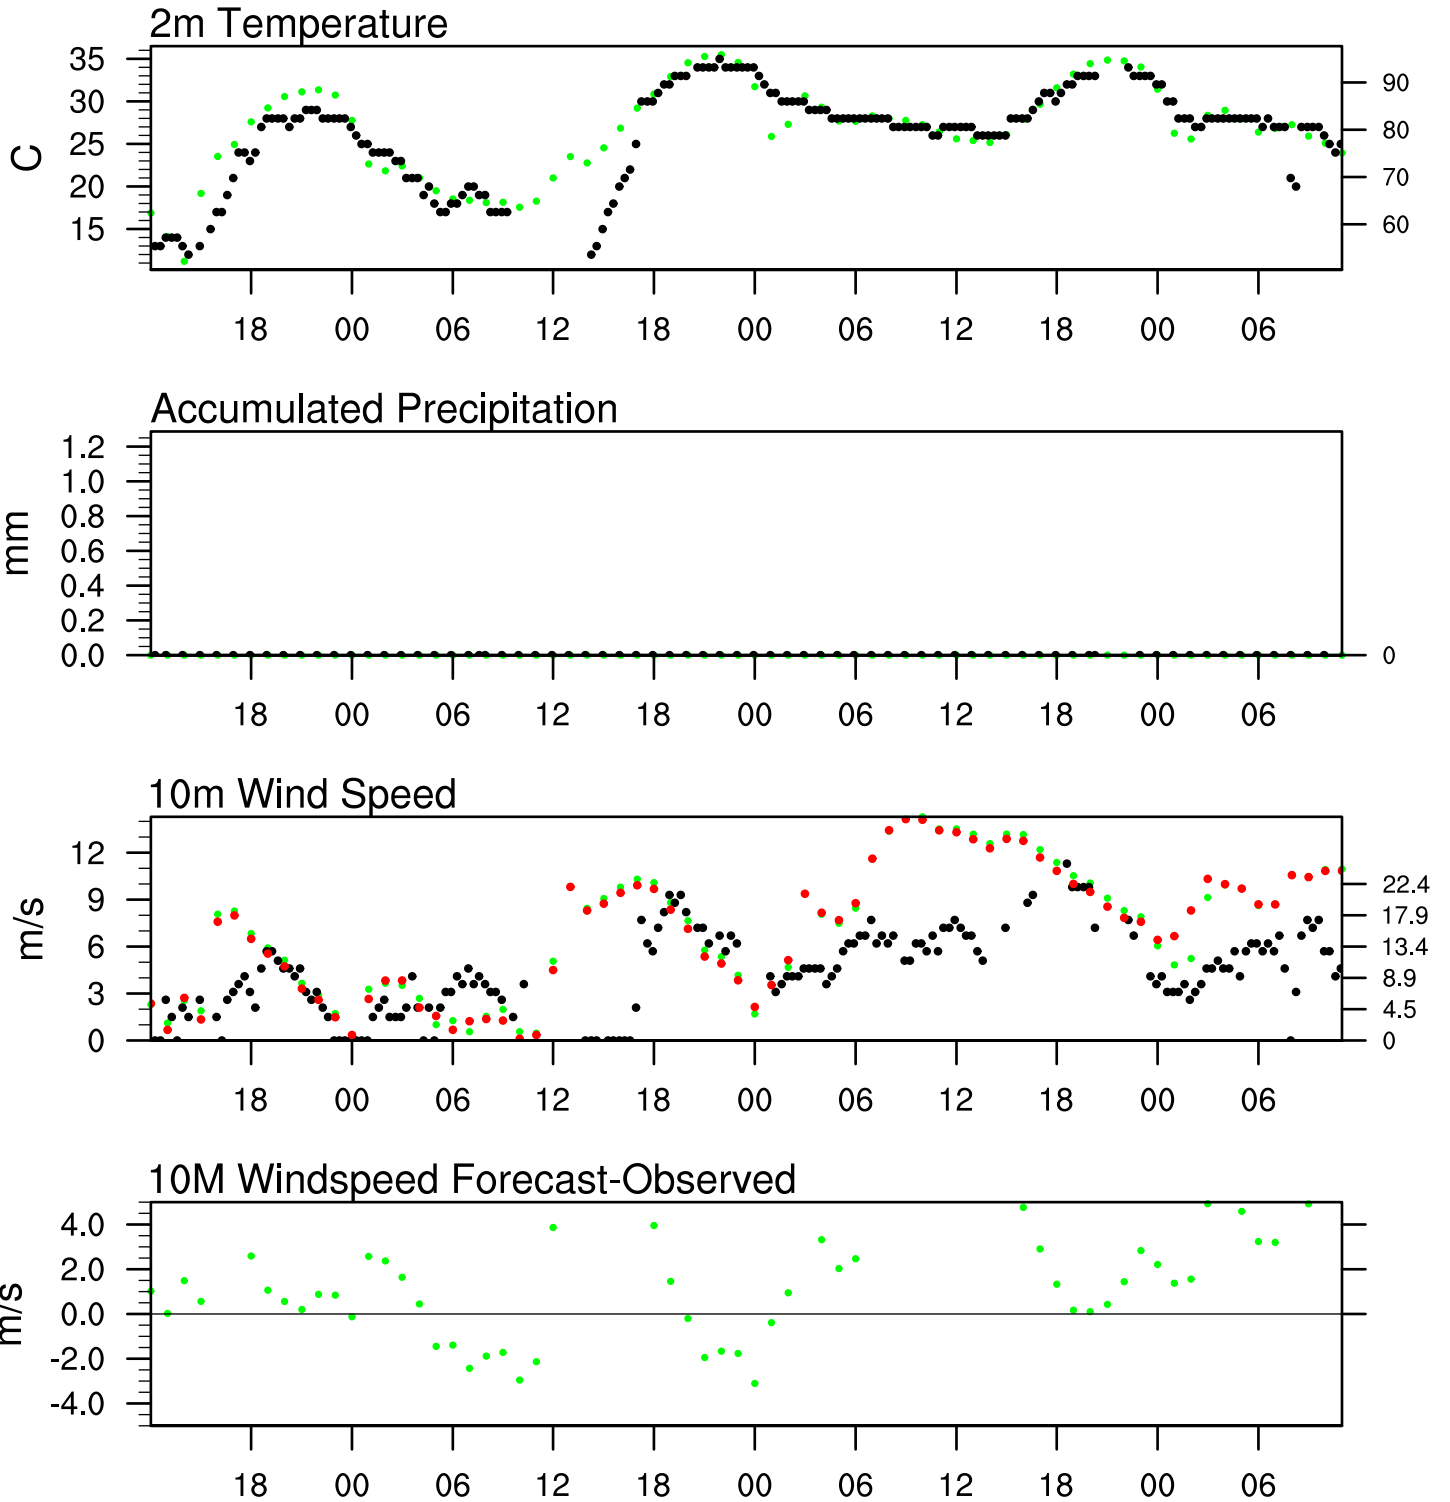 2m Temperature
35
30
25
20
15
C
90
80
70
60
18 00 06 12 18 00 06 12 18 00 06
Accumulated Precipitation
1.2
1.0
0.8
0.6
0.4
0.2
0.0
mm
0
18 00 06 12 18 00 06 12 18 00 06
10m Wind Speed
12
9
6
3
0
m/s
22.4
17.9
13.4
8.9
4.5
0
18 00 06 12 18 00 06 12 18 00 06
10M Windspeed Forecast-Observed
4.0
2.0
0.0
-2.0
-4.0
m/s
18 00 06 12 18 00 06 12 18 00 06